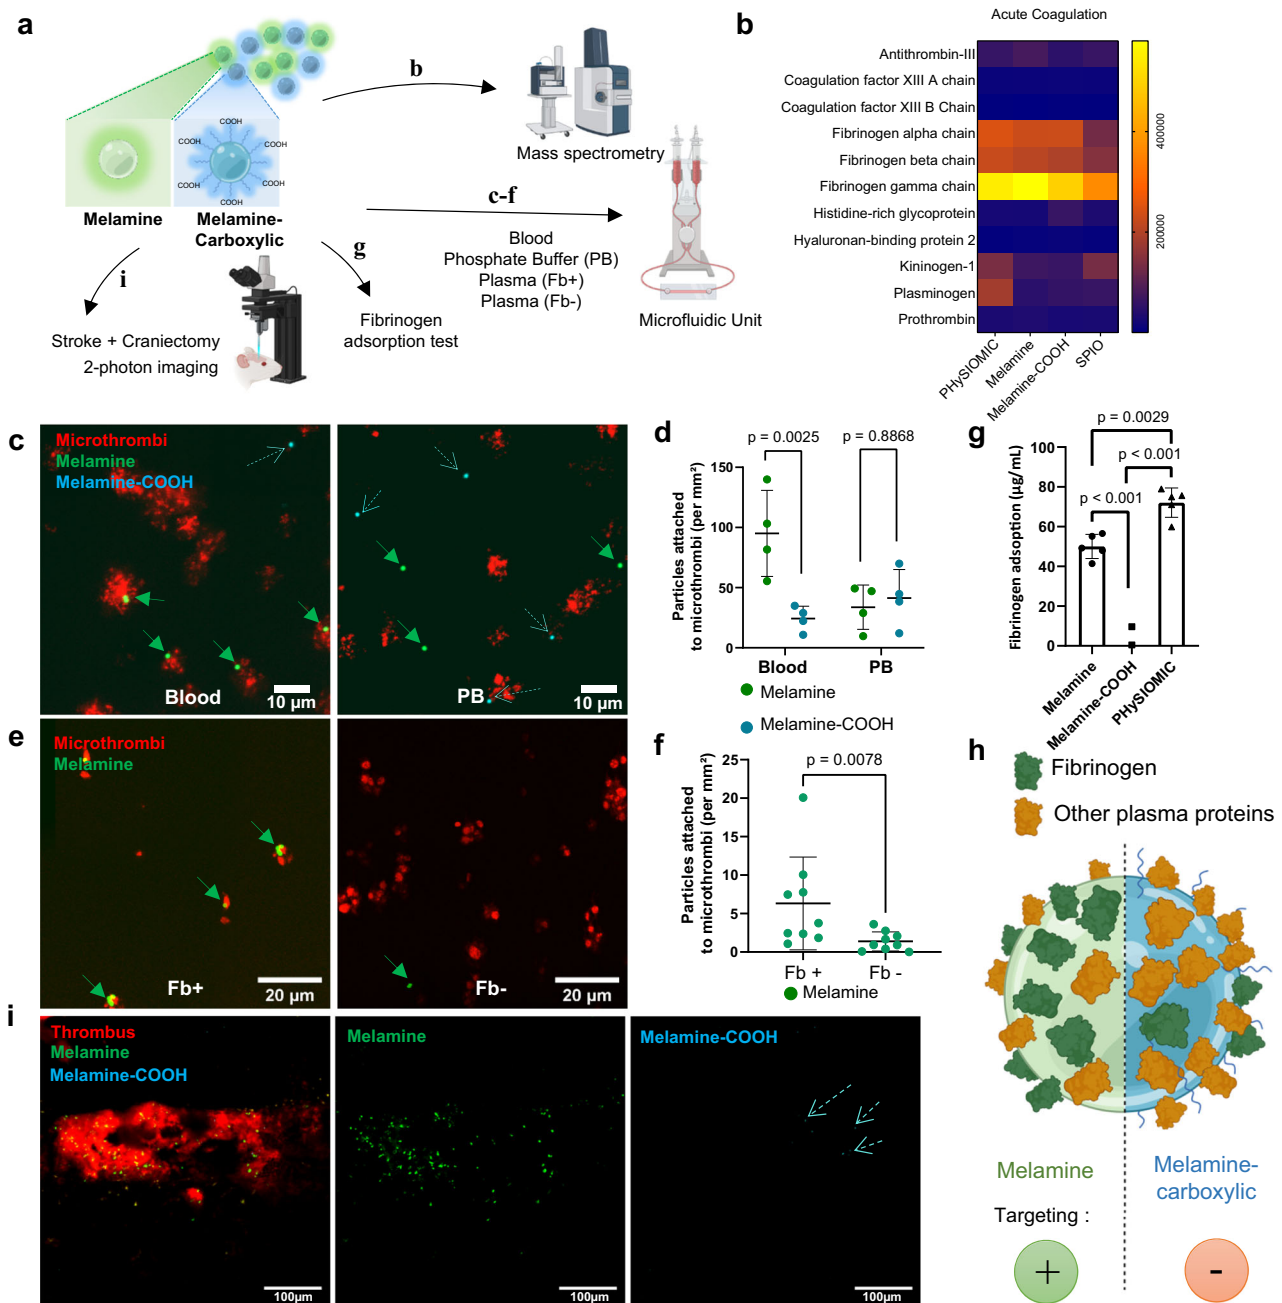 a
COOH
COOH
COOH
COOH
COOH
COOH
COOH
Melamine
Melamine-
Carboxylic
b
Mass spectrometry
c-f
Blood
Phosphate Buffer (PB)
Plasma (Fb+)
Plasma (Fb-)
Microfluidic Unit
g
Fibrinogen
adsorption test
i
Stroke + Craniectomy
2-photon imaging
b
Acute Coagulation
Antithrombin-III
Coagulation factor XIII A chain
Coagulation factor XIII B Chain
Fibrinogen alpha chain
Fibrinogen beta chain
Fibrinogen gamma chain
Histidine-rich glycoprotein
Hyaluronan-binding protein 2
Kininogen-1
Plasminogen
Prothrombin
PHySIOMIC
Melamine
Melamine-COOH
SPIO
400000
200000
c
Microthrombi
Melamine
Melamine-COOH
Blood
10 µm
PB
10 µm
d
p = 0.0025
p = 0.8868
Particles attached
to microthrombi (per mm²)
150
100
50
0
Blood
PB
Melamine
Melamine-COOH
g
p = 0.0029
p < 0.001
p < 0.001
Fibrinogen adsoption (µg/mL)
100
80
60
40
20
0
Melamine
Melamine-COOH
PHySIOMIC
e
Microthrombi
Melamine
Fb+
20 µm
Fb-
20 µm
f
p = 0.0078
Particles attached
to microthrombi (per mm²)
25
20
15
10
5
0
Fb +
Fb -
Melamine
h
Fibrinogen
Other plasma proteins
Melamine
Melamine-
carboxylic
Targeting :
+
-
i
Thrombus
Melamine
Melamine-COOH
100µm
Melamine
100µm
Melamine-COOH
100µm